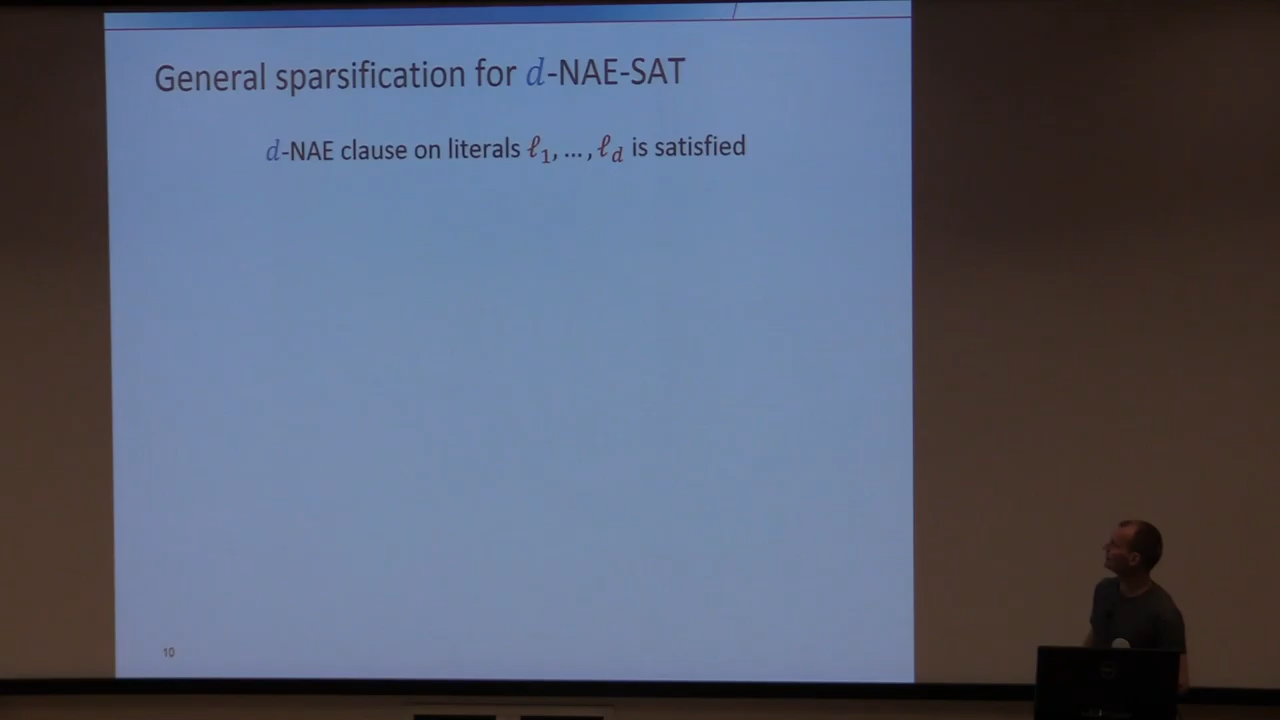 General sparsification for d-NAE-SAT
d-NAE clause on literals ℓ₁, …, ℓ_d is satisfied
10